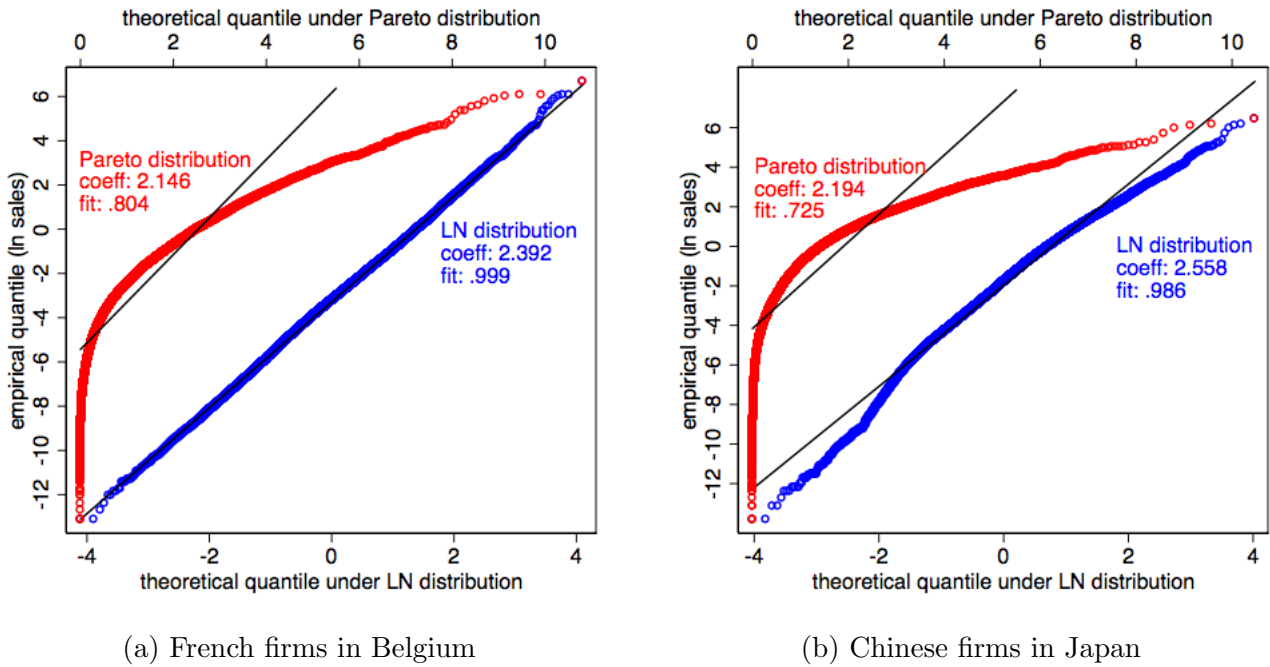 theoretical quantile under Pareto distribution
0 2 4 6 8 10
6
4
2
0
-2
-4
-6
-8
-10
-12
empirical quantile (ln sales)
Pareto distribution
coeff: 2.146
fit: .804
LN distribution
coeff: 2.392
fit: .999
-4 -2 0 2 4
theoretical quantile under LN distribution
(a) French firms in Belgium
theoretical quantile under Pareto distribution
0 2 4 6 8 10
6
4
2
0
-2
-4
-6
-8
-10
-12
empirical quantile (ln sales)
Pareto distribution
coeff: 2.194
fit: .725
LN distribution
coeff: 2.558
fit: .986
-4 -2 0 2 4
theoretical quantile under LN distribution
(b) Chinese firms in Japan